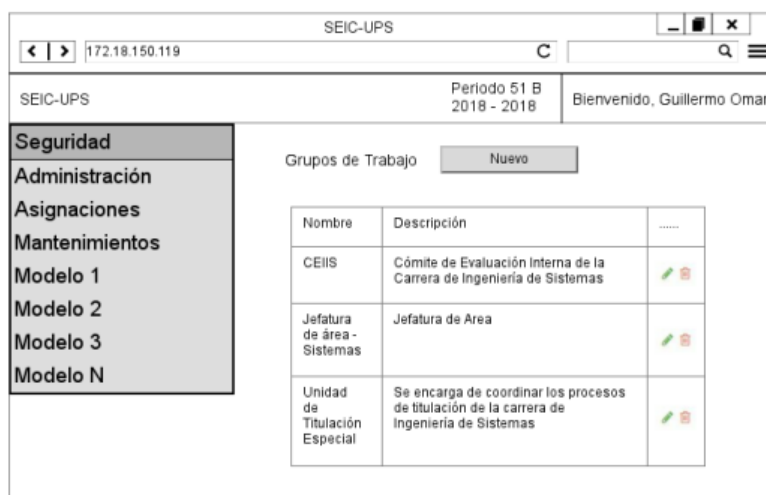 SEIC-UPS
172.18.150.119
SEIC-UPS
Periodo 51 B
2018 - 2018
Bienvenido, Guillermo Omar
Seguridad
Administración
Asignaciones
Mantenimientos
Modelo 1
Modelo 2
Modelo 3
Modelo N
Grupos de Trabajo
Nuevo
Nombre
Descripción
.......
CEIIS
Cómite de Evaluación Interna de la
Carrera de Ingeniería de Sistemas
Jefatura
de área -
Sistemas
Jefatura de Area
Unidad
de
Titulación
Especial
Se encarga de coordinar los procesos
de titulación de la carrera de
Ingeniería de Sistemas